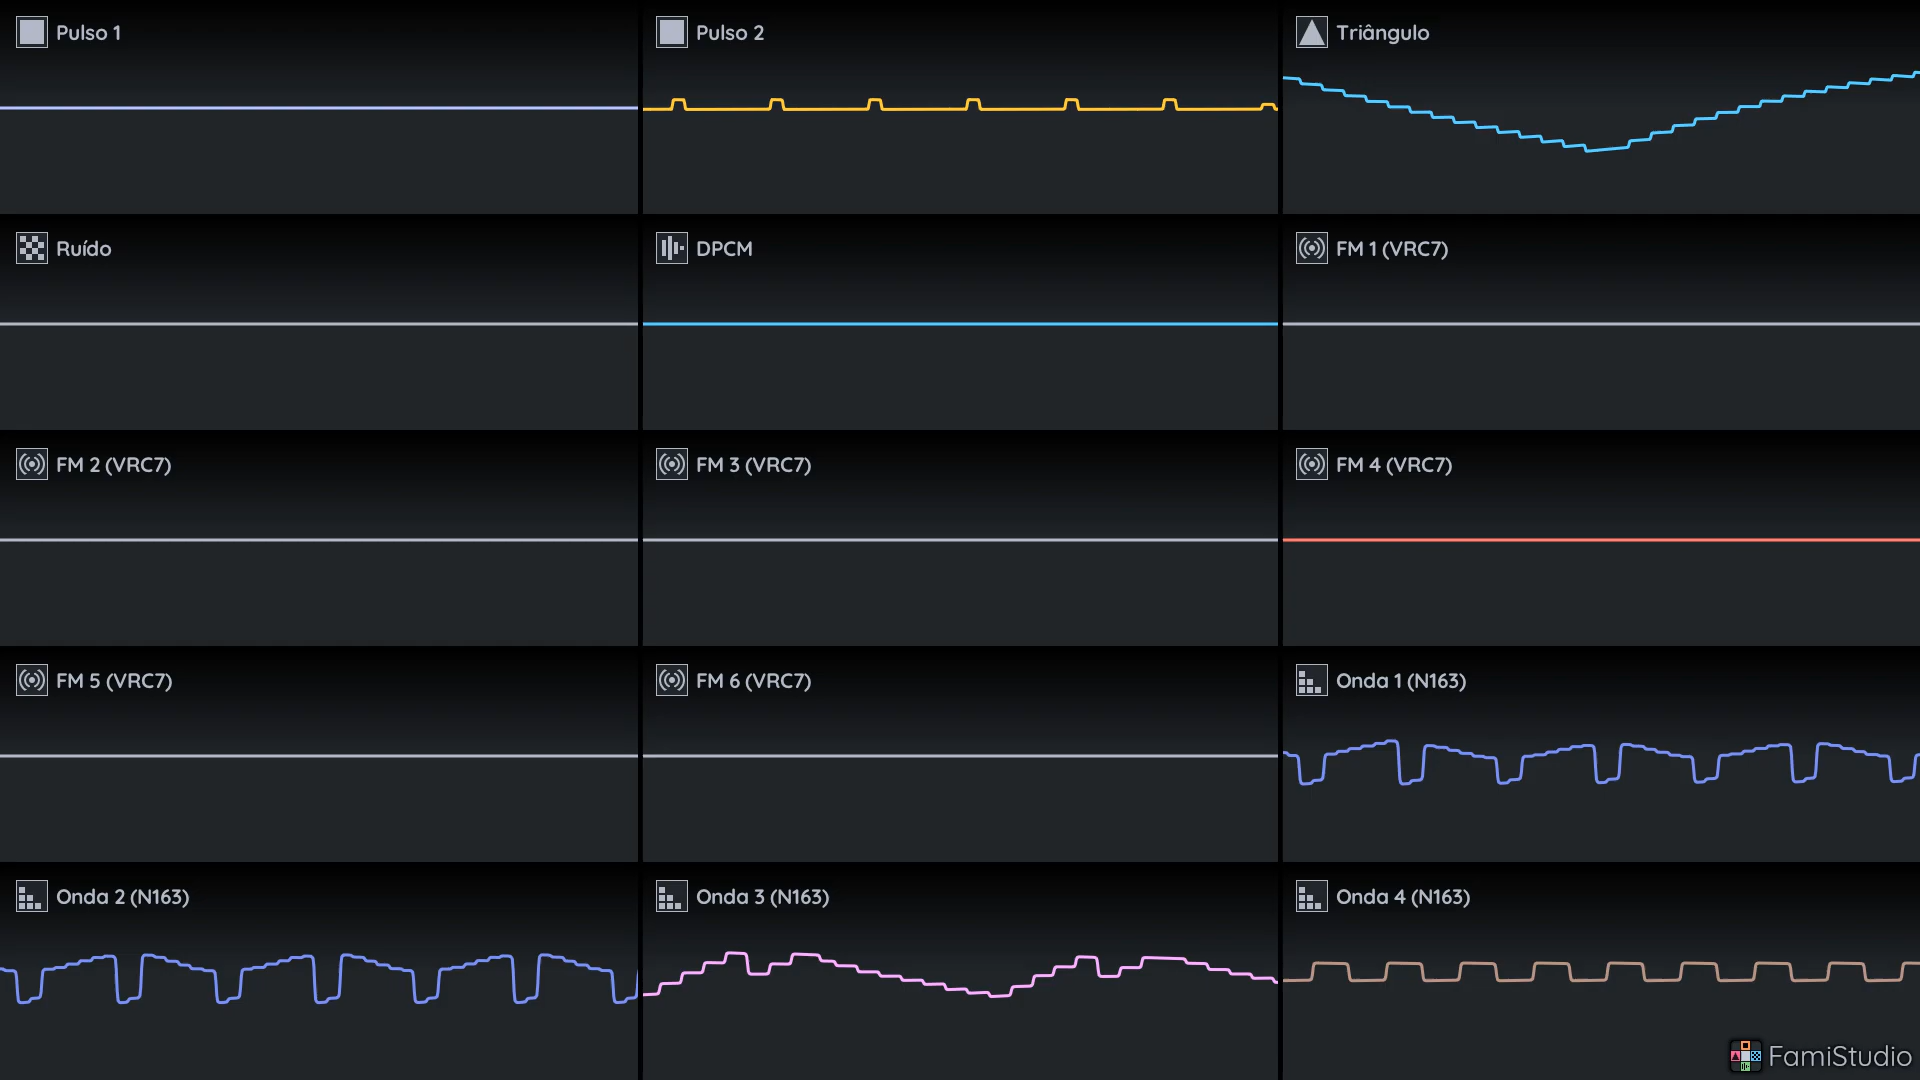 Pulso 1
Pulso 2
Triângulo
Ruído
DPCM
FM 1 (VRC7)
FM 2 (VRC7)
FM 3 (VRC7)
FM 4 (VRC7)
FM 5 (VRC7)
FM 6 (VRC7)
Onda 1 (N163)
Onda 2 (N163)
Onda 3 (N163)
Onda 4 (N163)
FamiStudio